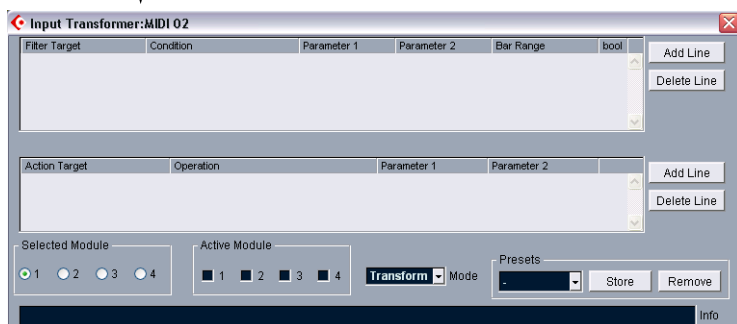 Input Transformer:MIDI 02
Filter Target Condition Parameter 1 Parameter 2 Bar Range bool
Add Line
Delete Line
Action Target Operation Parameter 1 Parameter 2
Add Line
Delete Line
Selected Module Active Module
Presets
1 2 3 4 1 2 3 4 Transform Mode - Store Remove
Info